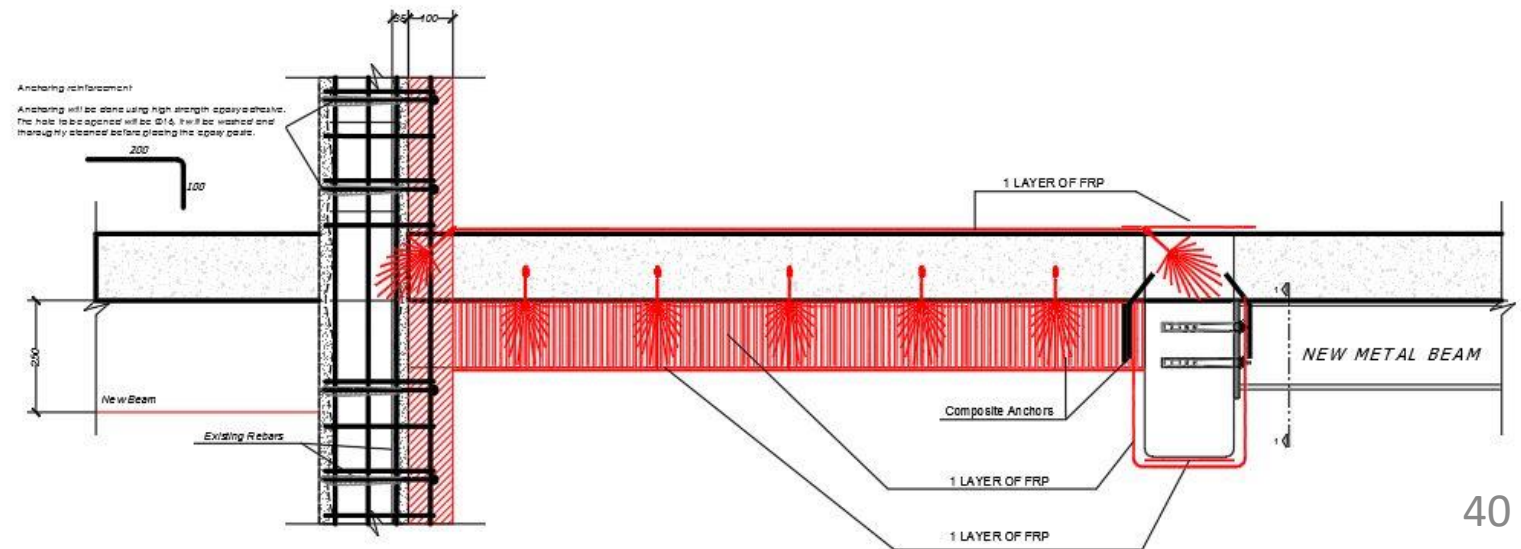 35 100
Anchoring reinforcement
Anchoring will be done using high strength epoxy adhesive.
The hole to be opened will be Ø16, it will be washed and
thoroughly cleaned before placing the epoxy paste.
200
100
1 LAYER OF FRP
250
1
NEW METAL BEAM
New Beam
Composite Anchors
Existing Rebars
1
1 LAYER OF FRP
1 LAYER OF FRP
40